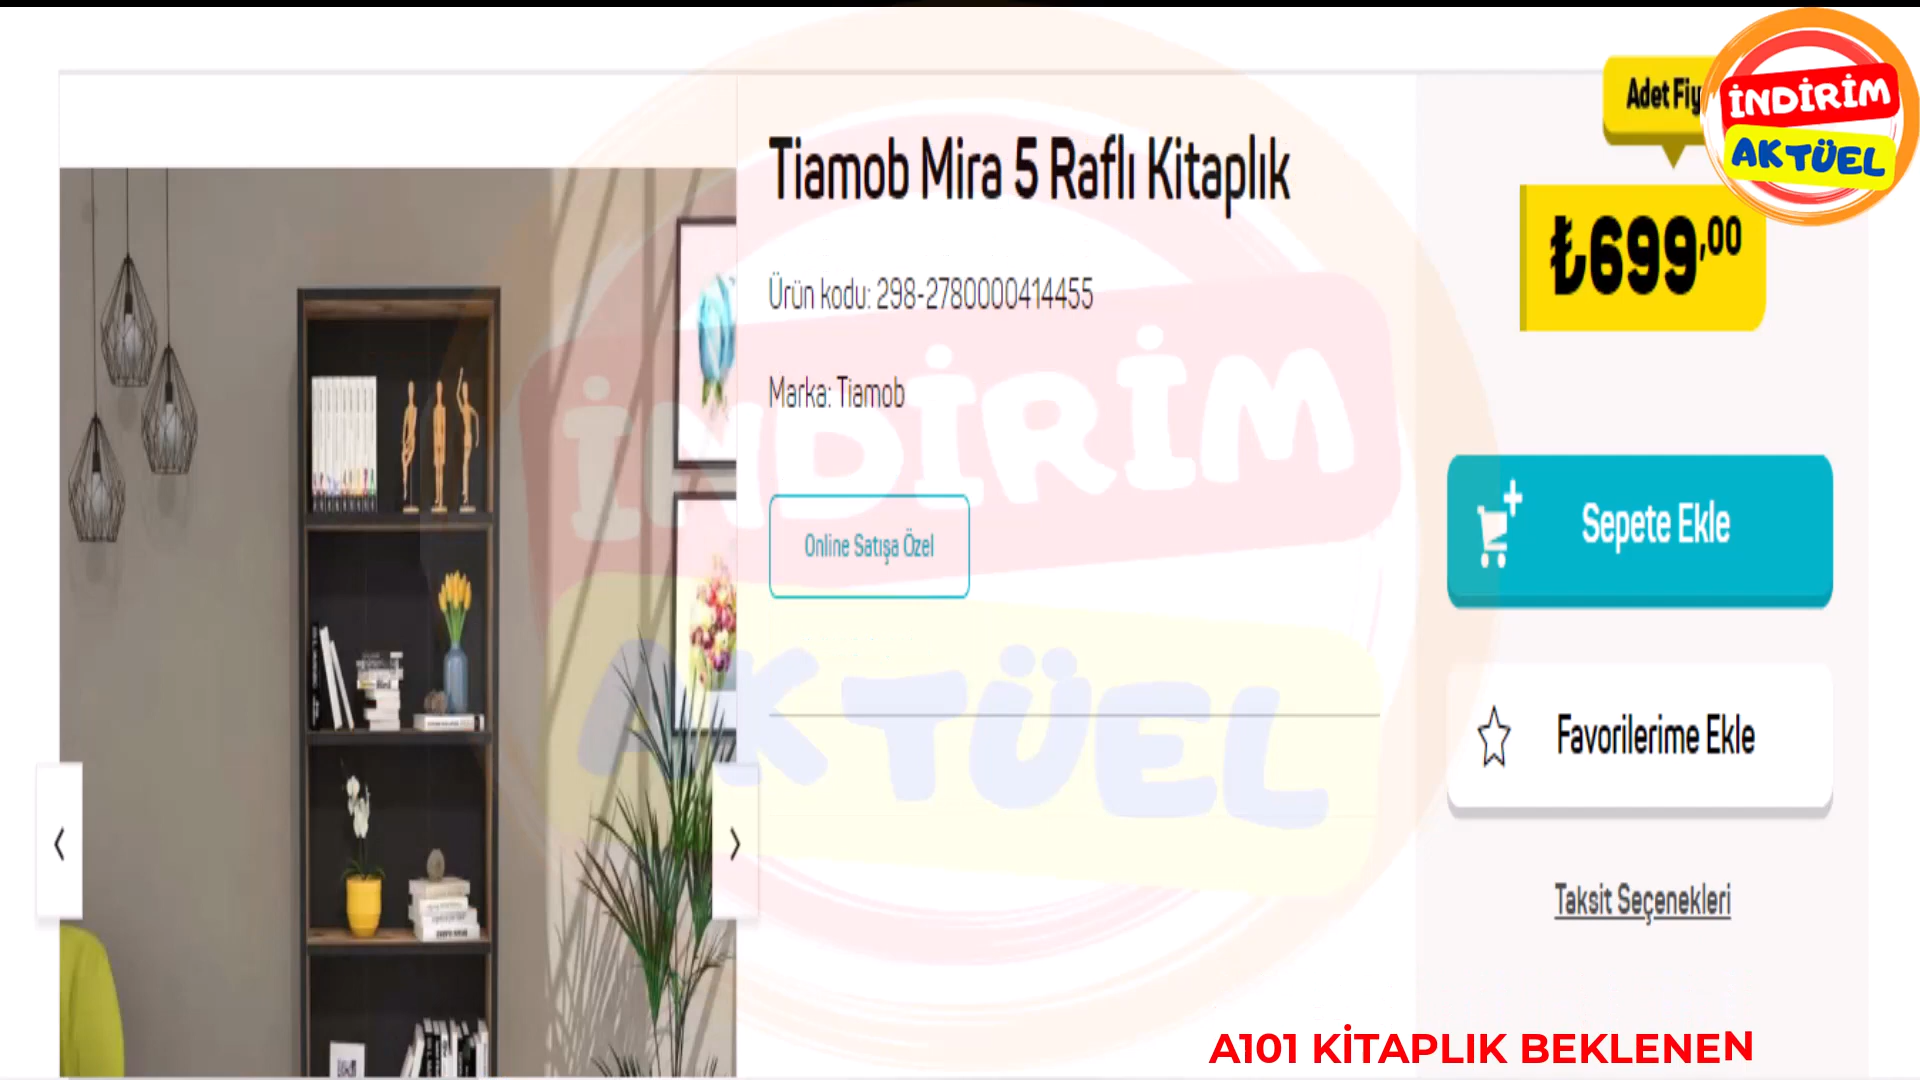 Adet Fiy
İNDİRİM
AKTÜEL
Tiamob Mira 5 Raflı Kitaplık
₺699,00
Ürün kodu: 298-2780000414455
Marka: Tiamob
İNDİRİM
Online Satışa Özel
Sepete Ekle
AKTÜEL
Favorilerime Ekle
Taksit Seçenekleri
A101 KİTAPLIK BEKLENEN